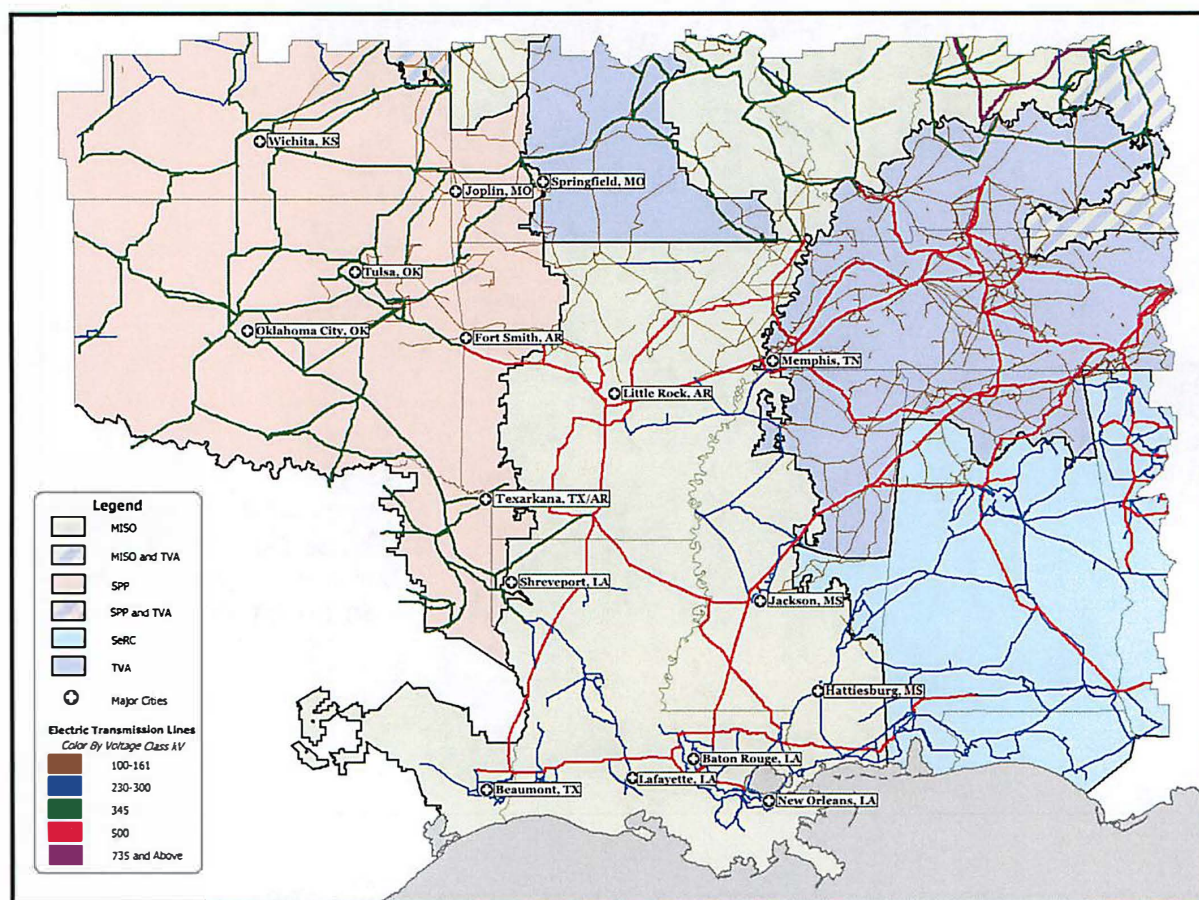 Wichita, KS
Springfield, MO
Joplin, MO
Tulsa, OK
Oklahoma City, OK
Fort Smith, AR
Memphis, TN
Little Rock, AR
Texarkana, TX/AR
Shreveport, LA
Jackson, MS
Hattiesburg, MS
Baton Rouge, LA
Lafayette, LA
Beaumont, TX
New Orleans, LA
Legend
MISO
MISO and TVA
SPP
SPP and TVA
SeRC
TVA
Major Cities
Electric Transmission Lines
Color By Voltage Class kV
100-161
230-300
345
500
735 and Above